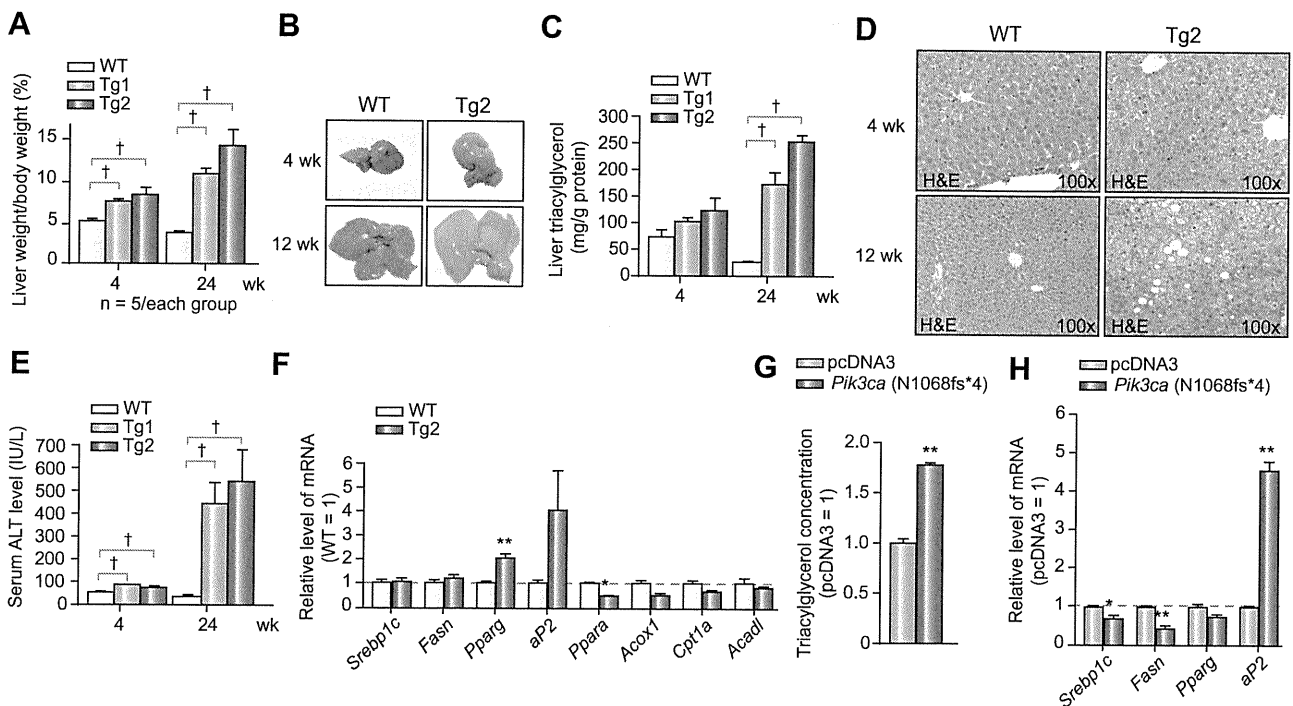 A
WT
Tg1
Tg2
Liver weight/body weight (%)
15
10
5
0
†
†
†
†
4
24
wk
n = 5/each group
B
WT
Tg2
4 wk
12 wk
C
WT
Tg1
Tg2
Liver triacylglycerol
(mg/g protein)
300
250
200
150
100
50
0
†
†
4
24
wk
D
WT
Tg2
4 wk
H&E
100x
H&E
100x
12 wk
H&E
100x
H&E
100x
E
WT
Tg1
Tg2
Serum ALT level (IU/L)
700
600
500
400
300
200
100
0
†
†
†
†
4
24
wk
F
WT
Tg2
Relative level of mRNA
(WT = 1)
6
5
4
3
2
1
0
**
*
Srebp1c
Fasn
Pparg
aP2
Ppara
Acox1
Cpt1a
Acadl
G
pcDNA3
Pik3ca (N1068fs*4)
Triacylglycerol concentration
(pcDNA3 = 1)
2.0
1.5
1.0
0.5
0
**
H
pcDNA3
Pik3ca (N1068fs*4)
Relative level of mRNA
(pcDNA3 = 1)
6
5
4
3
2
1
0
*
**
**
Srebp1c
Fasn
Pparg
aP2